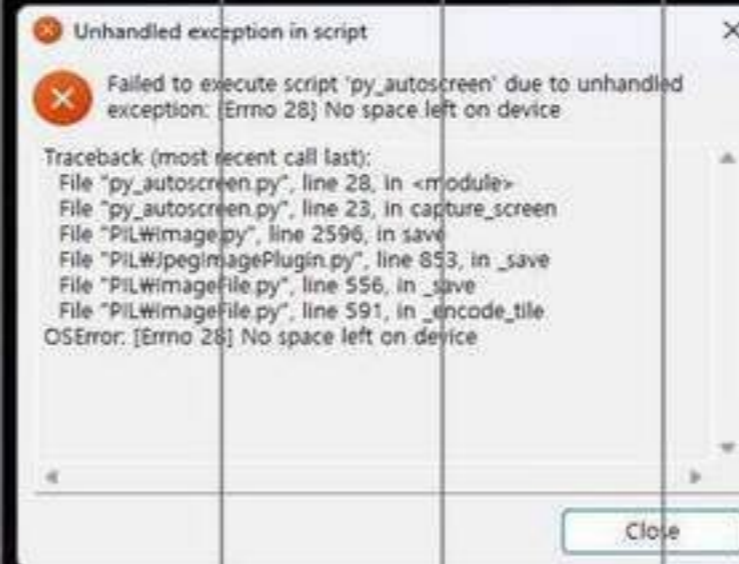 Unhandled exception in script
Failed to execute script 'py_autoscreen' due to unhandled
exception: [Errno 28] No space left on device
Traceback (most recent call last):
File "py_autoscreen.py", line 28, in <module>
File "py_autoscreen.py", line 23, in capture_screen
File "PIL₩Image.py", line 2596, in save
File "PIL₩JpegImagePlugin.py", line 853, in _save
File "PIL₩ImageFile.py", line 556, in _save
File "PIL₩ImageFile.py", line 591, in _encode_tile
OSError: [Errno 28] No space left on device
Close